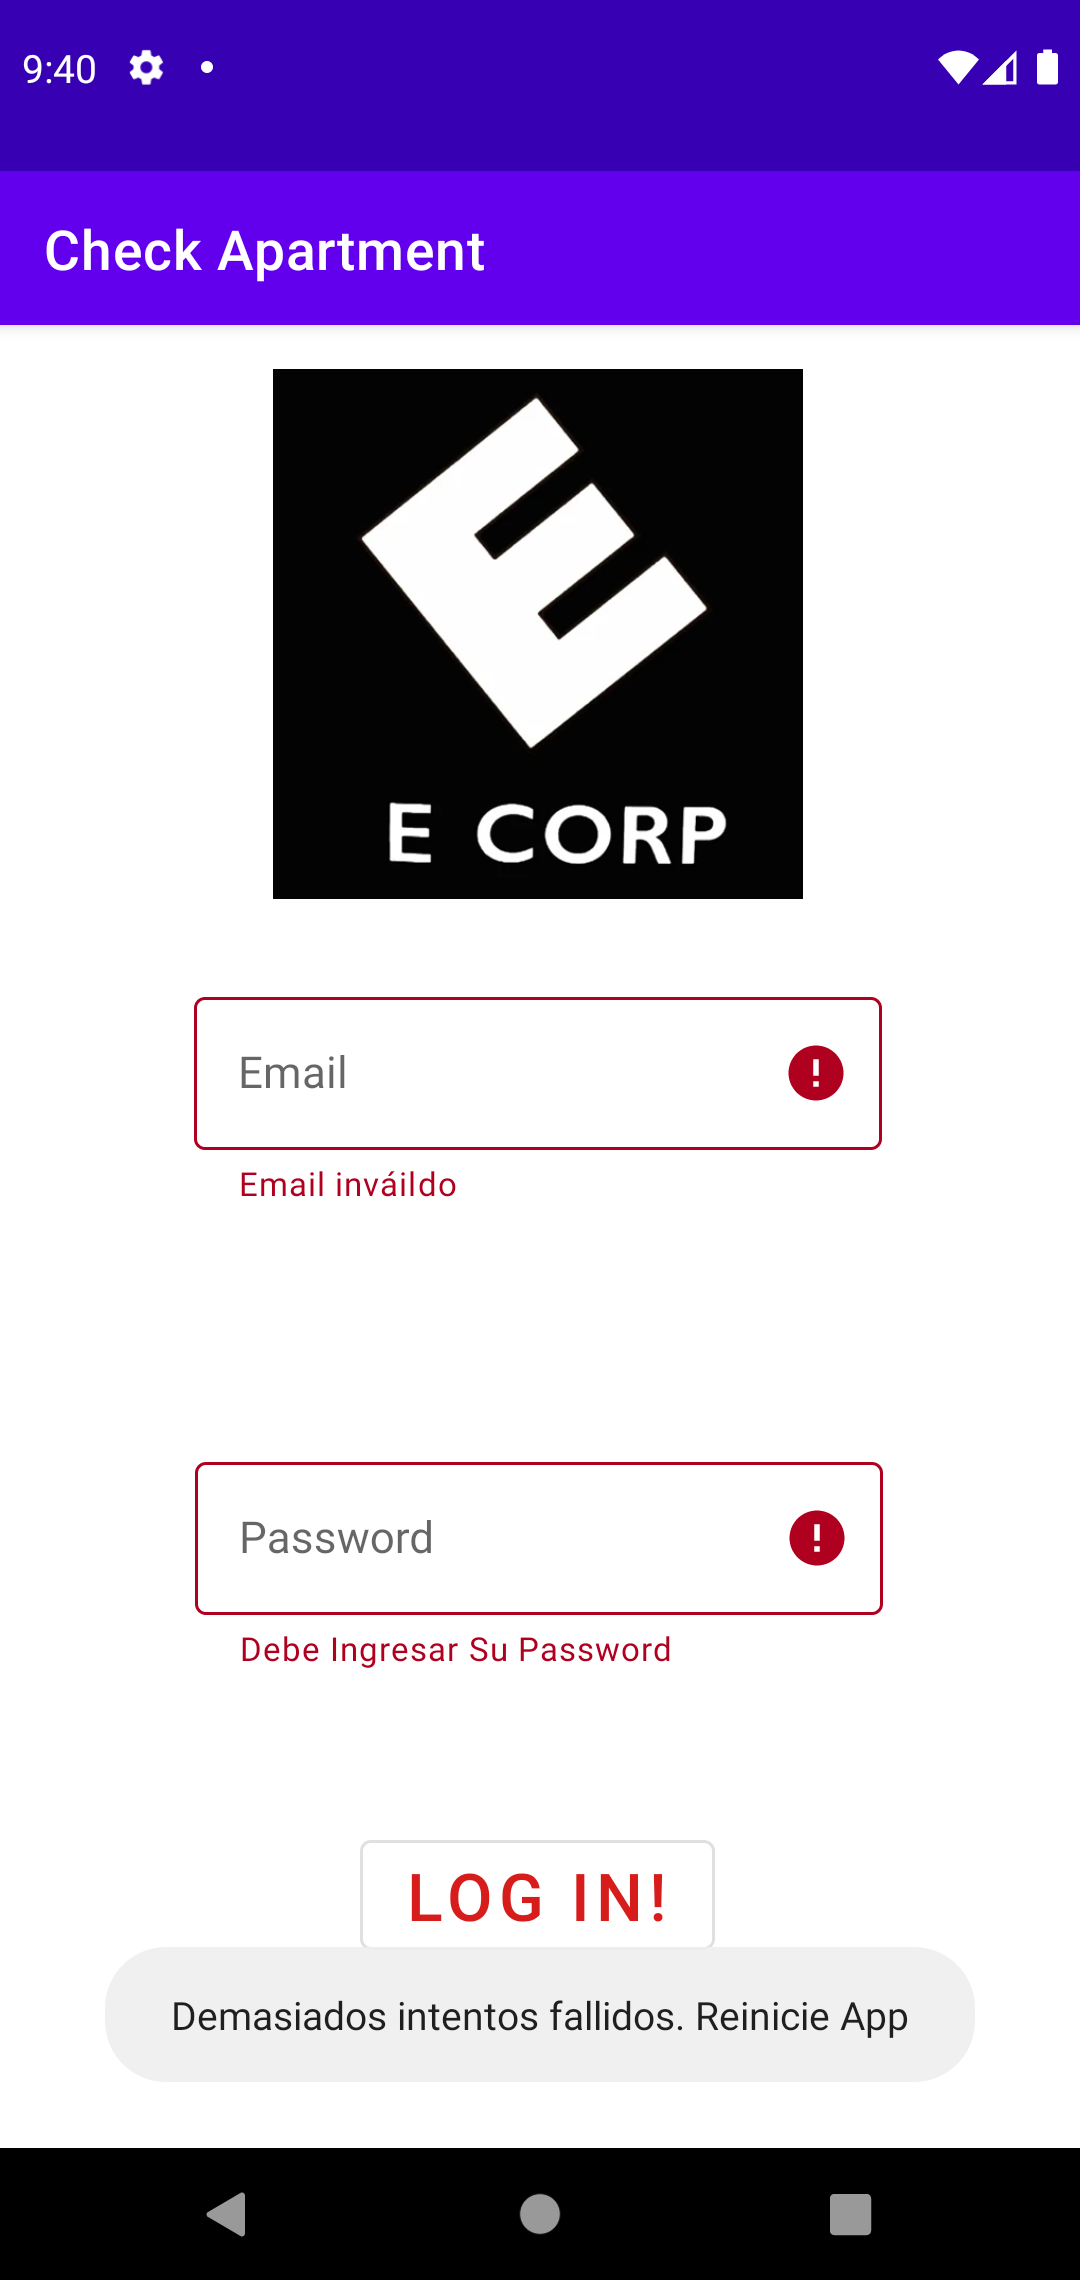 9:40
Check Apartment
E CORP
Email
Email inváildo
Password
Debe Ingresar Su Password
LOG IN!
Demasiados intentos fallidos. Reinicie App